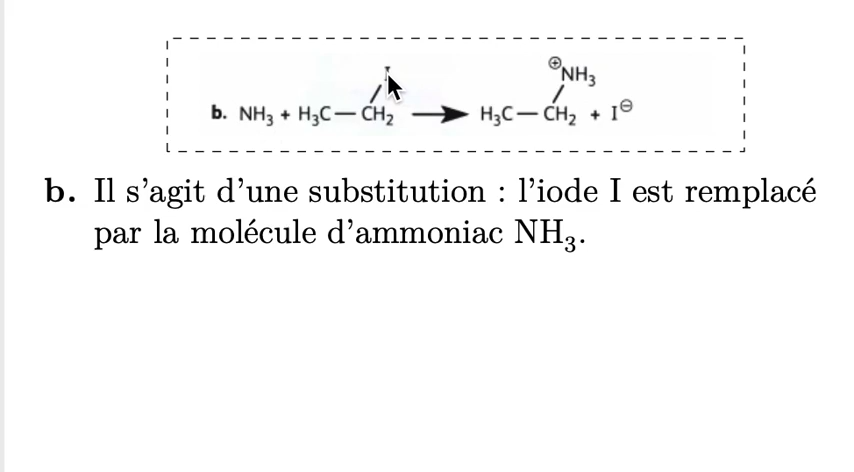 b. NH₃ + H₃C — CH₂ I ⟶ H₃C — CH₂ ⊕NH₃ + I⊖
b. Il s’agit d’une substitution : l’iode I est remplacé
par la molécule d’ammoniac NH₃.